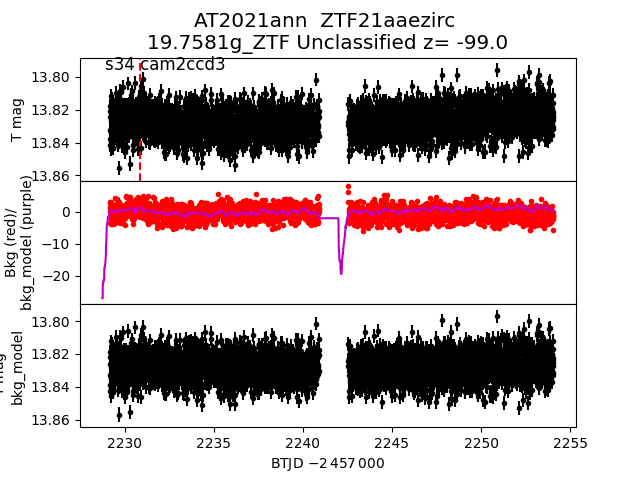 AT2021ann  ZTF21aaezirc
19.7581g_ZTF Unclassified z= -99.0
s34 cam2ccd3
13.80
13.82
13.84
13.86
T mag
0
−10
−20
Bkg (red)/
bkg_model (purple)
13.80
13.82
13.84
13.86
mag
bkg_model
2230
2235
2240
2245
2250
2255
BTJD −2 457 000